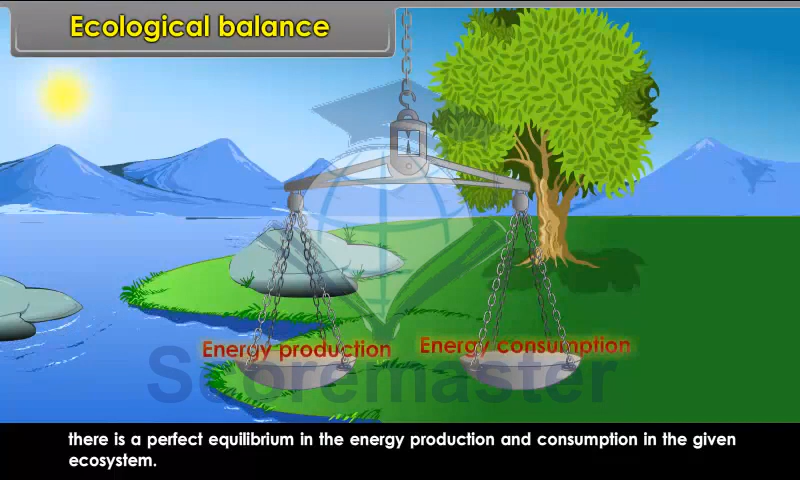 Ecological balance
Energy production
Energy consumption
Scoremaster
there is a perfect equilibrium in the energy production and consumption in the given
ecosystem.